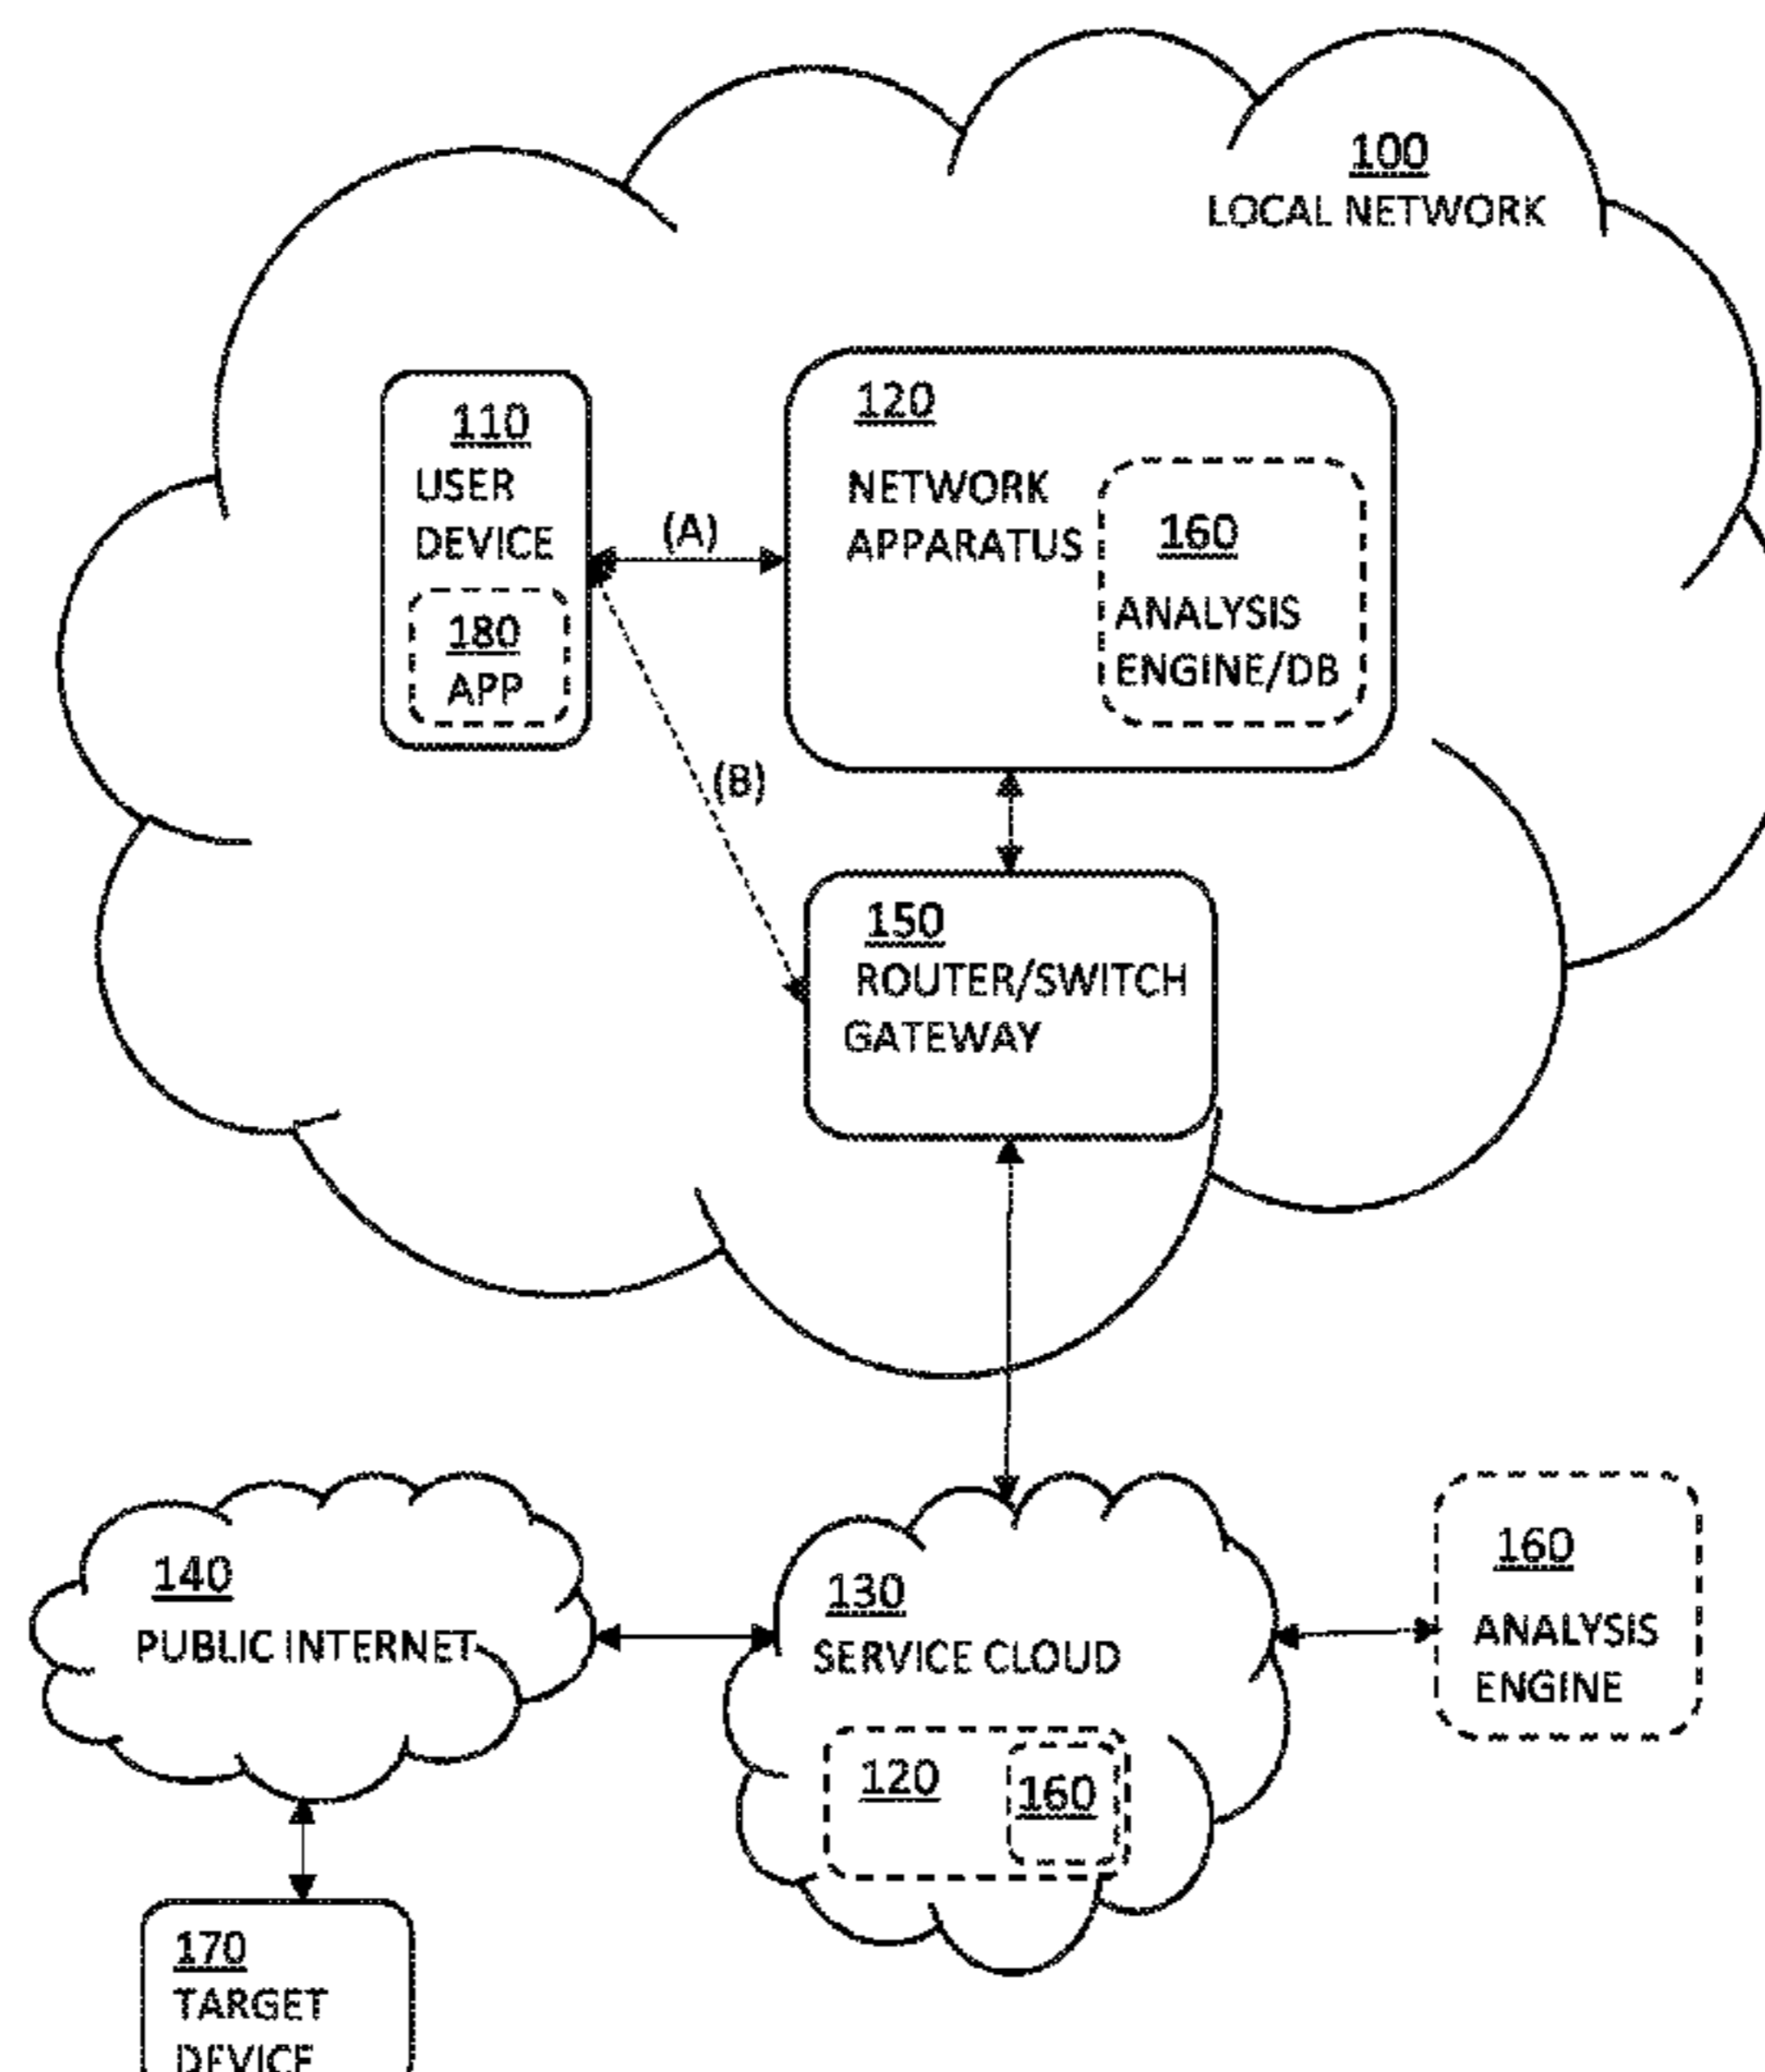 100
LOCAL NETWORK
110
USER
DEVICE
180
APP
(A)
120
NETWORK
APPARATUS
160
ANALYSIS
ENGINE/DB
(B)
150
ROUTER/SWITCH
GATEWAY
140
PUBLIC INTERNET
130
SERVICE CLOUD
120
160
160
ANALYSIS
ENGINE
170
TARGET
DEVICE